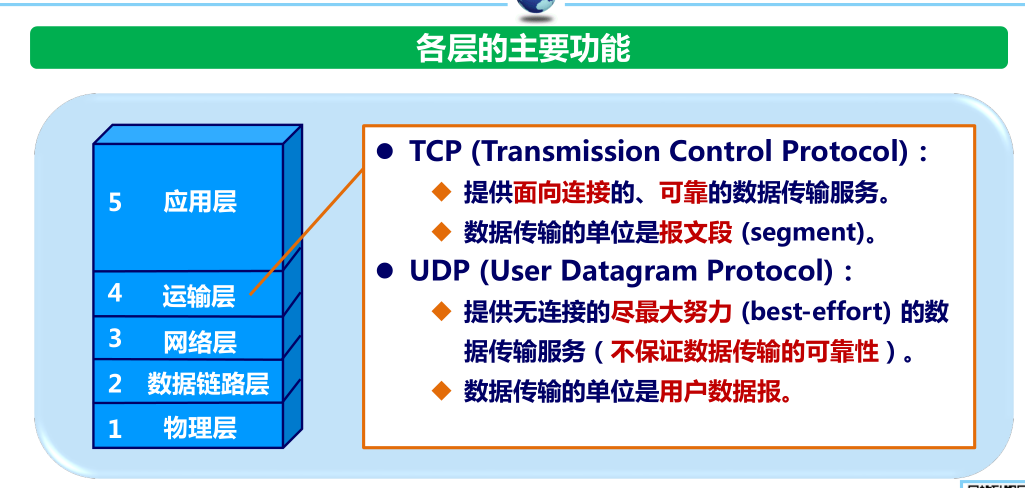 各层的主要功能
5 应用层
4 运输层
3 网络层
2 数据链路层
1 物理层
● TCP (Transmission Control Protocol)：
◆ 提供面向连接的、可靠的数据传输服务。
◆ 数据传输的单位是报文段 (segment)。
● UDP (User Datagram Protocol)：
◆ 提供无连接的尽最大努力 (best-effort) 的数
据传输服务（不保证数据传输的可靠性）。
◆ 数据传输的单位是用户数据报。